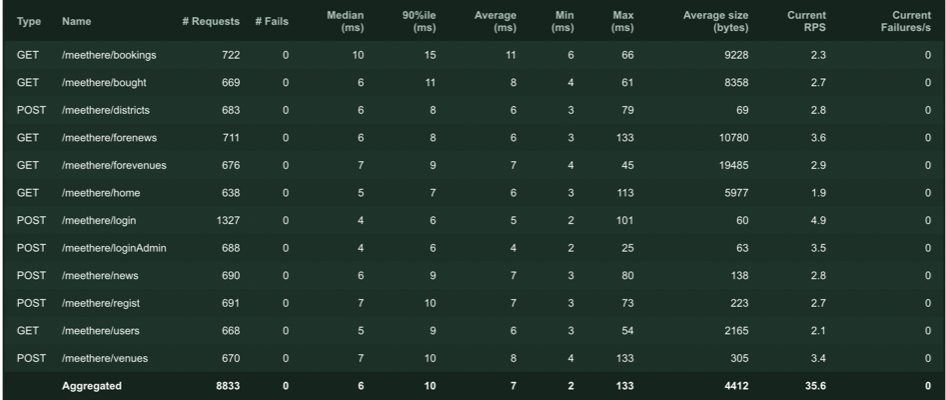 Type Name # Requests # Fails Median (ms) 90%ile (ms) Average (ms) Min (ms) Max (ms) Average size (bytes) Current RPS Current Failures/s
GET /meethere/bookings 722 0 10 15 11 6 66 9228 2.3 0
GET /meethere/bought 669 0 6 11 8 4 61 8358 2.7 0
POST /meethere/districts 683 0 6 8 6 3 79 69 2.8 0
GET /meethere/forenews 711 0 6 8 6 3 133 10780 3.6 0
GET /meethere/forevenues 676 0 7 9 7 4 45 19485 2.9 0
GET /meethere/home 638 0 5 7 6 3 113 5977 1.9 0
POST /meethere/login 1327 0 4 6 5 2 101 60 4.9 0
POST /meethere/loginAdmin 688 0 4 6 4 2 25 63 3.5 0
POST /meethere/news 690 0 6 9 7 3 80 138 2.8 0
POST /meethere/regist 691 0 7 10 7 3 73 223 2.7 0
GET /meethere/users 668 0 5 9 6 3 54 2165 2.1 0
POST /meethere/venues 670 0 7 10 8 4 133 305 3.4 0
Aggregated 8833 0 6 10 7 2 133 4412 35.6 0